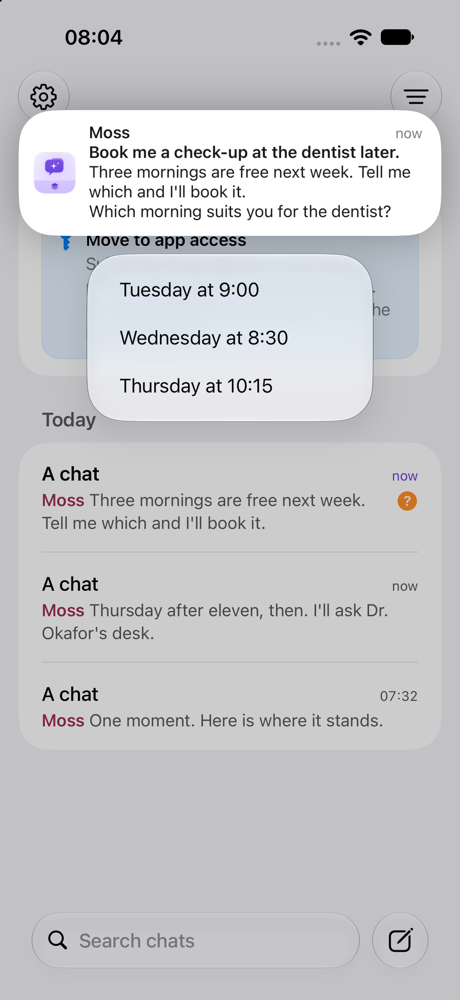 08:04
Moss now
Book me a check-up at the dentist later.
Three mornings are free next week. Tell me
which and I'll book it.
Which morning suits you for the dentist?
Move to app access
he
Tuesday at 9:00
Wednesday at 8:30
Thursday at 10:15
Today
A chat now
Moss Three mornings are free next week. ?
Tell me which and I'll book it.
A chat now
Moss Thursday after eleven, then. I'll ask Dr.
Okafor's desk.
A chat 07:32
Moss One moment. Here is where it stands.
Search chats